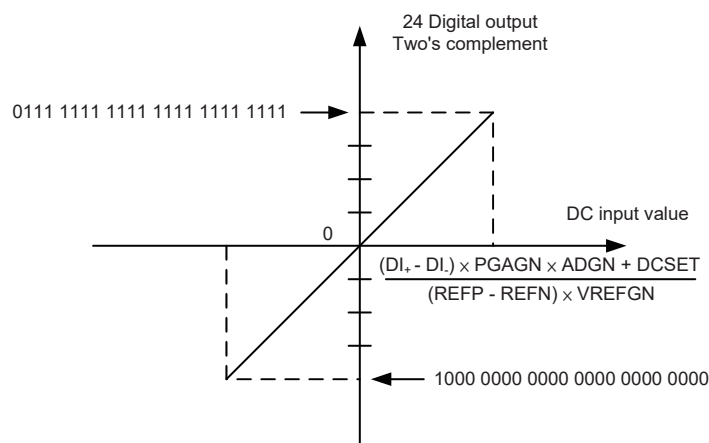 24 Digital output
Two's complement
0111 1111 1111 1111 1111 1111
DC input value
0
(DI+ - DI-) × PGAGN × ADGN + DCSET
(REFP - REFN) × VREFGN
1000 0000 0000 0000 0000 0000